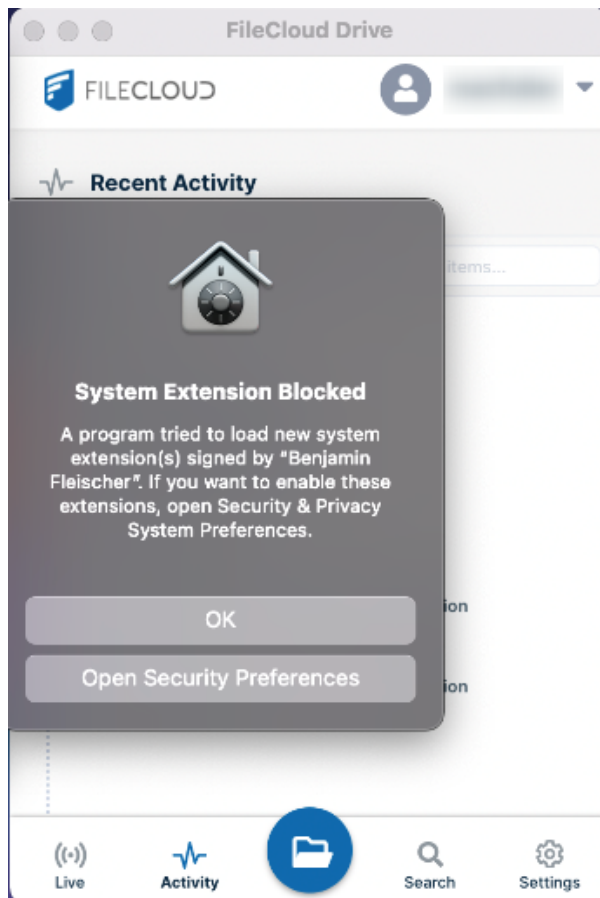 FileCloud Drive
FILECLOUD
Recent Activity
items...
System Extension Blocked
A program tried to load new system
extension(s) signed by "Benjamin
Fleischer". If you want to enable these
extensions, open Security & Privacy
System Preferences.
OK
ion
Open Security Preferences
ion
Live
Activity
Search
Settings